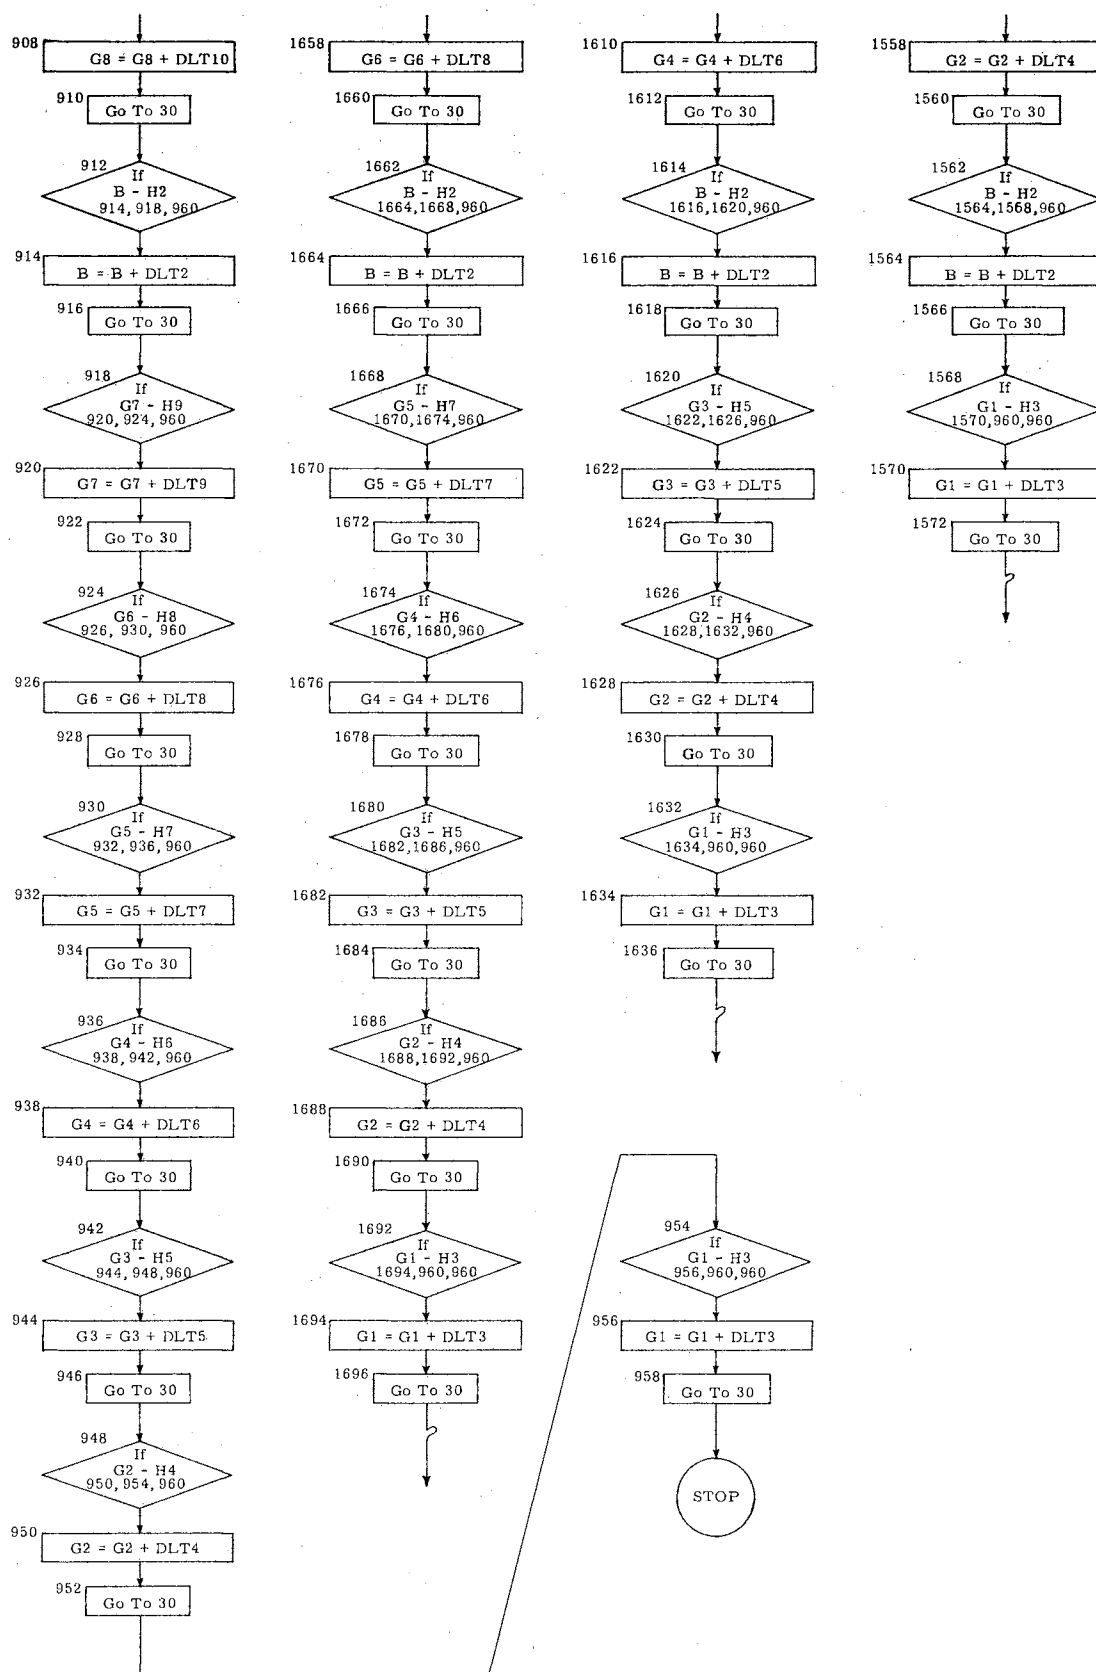 908
G8 = G8 + DLT10
910
Go To 30
912
If
B - H2
914, 918, 960
914
B = B + DLT2
916
Go To 30
918
If
G7 - H9
920, 924, 960
920
G7 = G7 + DLT9
922
Go To 30
924
If
G6 - H8
926, 930, 960
926
G6 = G6 + DLT8
928
Go To 30
930
If
G5 - H7
932, 936, 960
932
G5 = G5 + DLT7
934
Go To 30
936
If
G4 - H6
938, 942, 960
938
G4 = G4 + DLT6
940
Go To 30
942
If
G3 - H5
944, 948, 960
944
G3 = G3 + DLT5
946
Go To 30
948
If
G2 - H4
950, 954, 960
950
G2 = G2 + DLT4
952
Go To 30
1658
G6 = G6 + DLT8
1660
Go To 30
1662
If
B - H2
1664, 1668, 960
1664
B = B + DLT2
1666
Go To 30
1668
If
G5 - H7
1670, 1674, 960
1670
G5 = G5 + DLT7
1672
Go To 30
1674
If
G4 - H6
1676, 1680, 960
1676
G4 = G4 + DLT6
1678
Go To 30
1680
If
G3 - H5
1682, 1686, 960
1682
G3 = G3 + DLT5
1684
Go To 30
1686
If
G2 - H4
1688, 1692, 960
1688
G2 = G2 + DLT4
1690
Go To 30
1692
If
G1 - H3
1694, 960, 960
1694
G1 = G1 + DLT3
1696
Go To 30
1610
G4 = G4 + DLT6
1612
Go To 30
1614
If
B - H2
1616, 1620, 960
1616
B = B + DLT2
1618
Go To 30
1620
If
G3 - H5
1622, 1626, 960
1622
G3 = G3 + DLT5
1624
Go To 30
1626
If
G2 - H4
1628, 1632, 960
1628
G2 = G2 + DLT4
1630
Go To 30
1632
If
G1 - H3
1634, 960, 960
1634
G1 = G1 + DLT3
1636
Go To 30
954
If
G1 - H3
956, 960, 960
956
G1 = G1 + DLT3
958
Go To 30
STOP
1558
G2 = G2 + DLT4
1560
Go To 30
1562
If
B - H2
1564, 1568, 960
1564
B = B + DLT2
1566
Go To 30
1568
If
G1 - H3
1570, 960, 960
1570
G1 = G1 + DLT3
1572
Go To 30